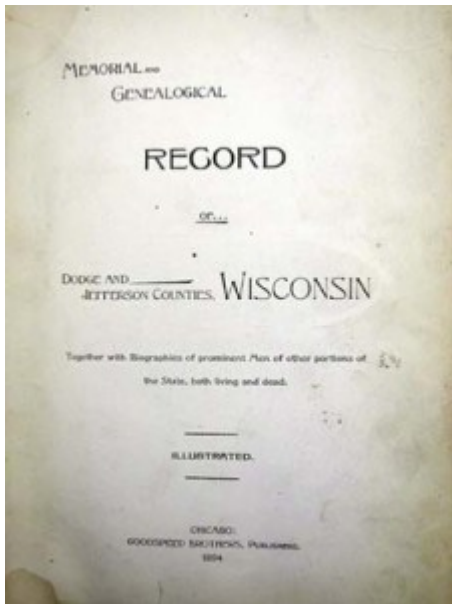 MEMORIAL AND
GENEALOGICAL
RECORD
OF...
DODGE AND
JEFFERSON COUNTIES, WISCONSIN
Together with Biographies of prominent Men of other portions of
the State, both living and dead.
ILLUSTRATED.
CHICAGO:
GOODSPEED BROTHERS, PUBLISHERS,
1894